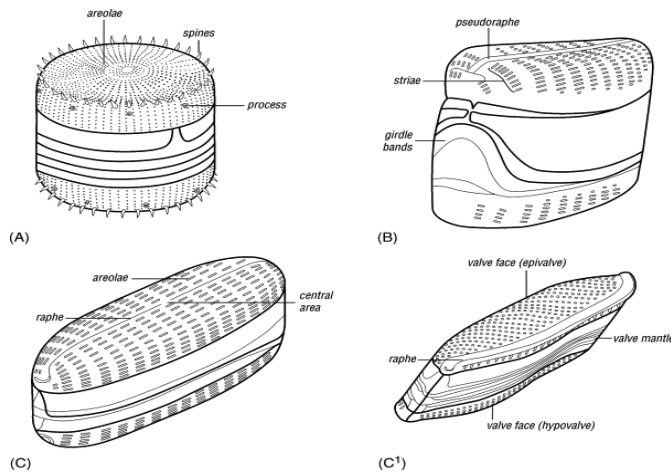 areolae
spines
process
(A)
pseudoraphe
striae
girdle
bands
(B)
areolae
raphe
central
area
(C)
valve face (epivalve)
raphe
valve mantle
valve face (hypovalve)
(C¹)